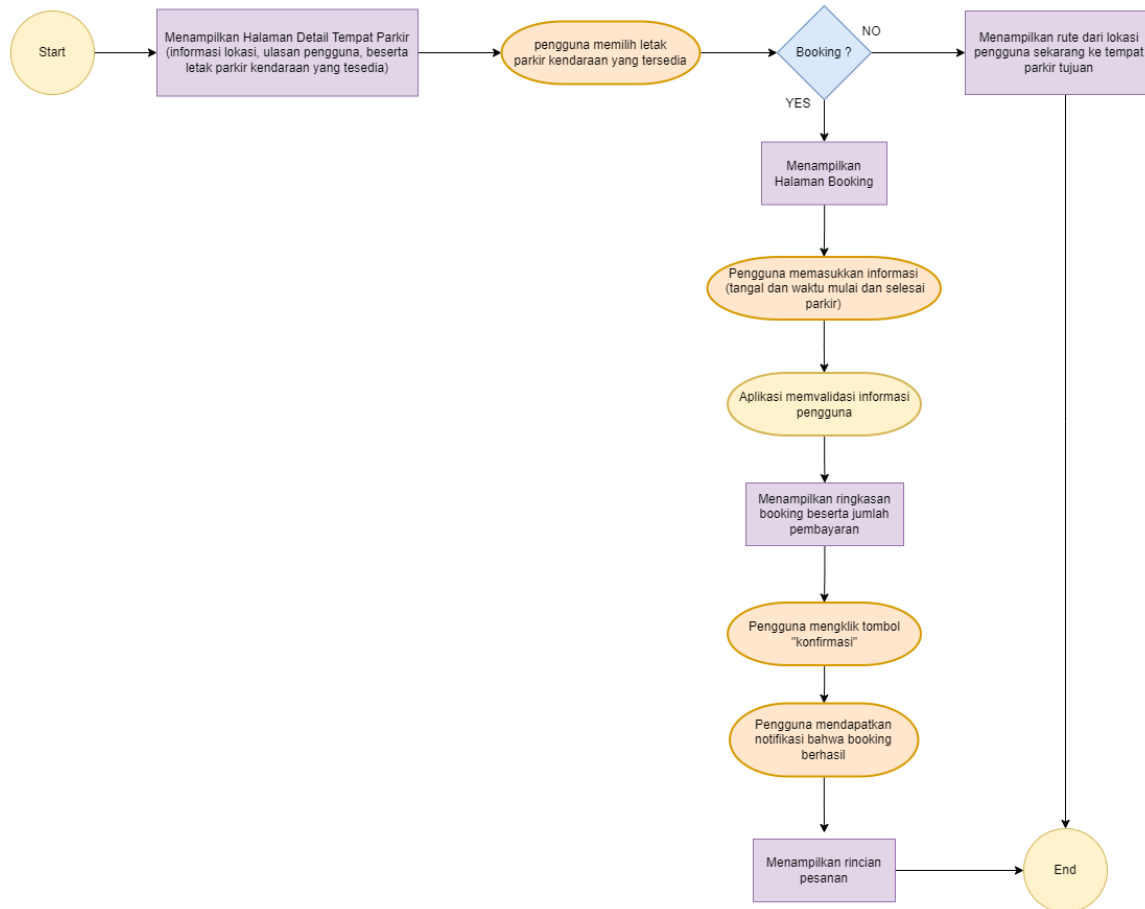 Start
Menampilkan Halaman Detail Tempat Parkir
(informasi lokasi, ulasan pengguna, beserta
letak parkir kendaraan yang tesedia)
pengguna memilih letak
parkir kendaraan yang tersedia
Booking ?
NO
Menampilkan rute dari lokasi
pengguna sekarang ke tempat
parkir tujuan
YES
Menampilkan
Halaman Booking
Pengguna memasukkan informasi
(tangal dan waktu mulai dan selesai
parkir)
Aplikasi memvalidasi informasi
pengguna
Menampilkan ringkasan
booking beserta jumlah
pembayaran
Pengguna mengklik tombol
"konfirmasi"
Pengguna mendapatkan
notifikasi bahwa booking
berhasil
Menampilkan rincian
pesanan
End